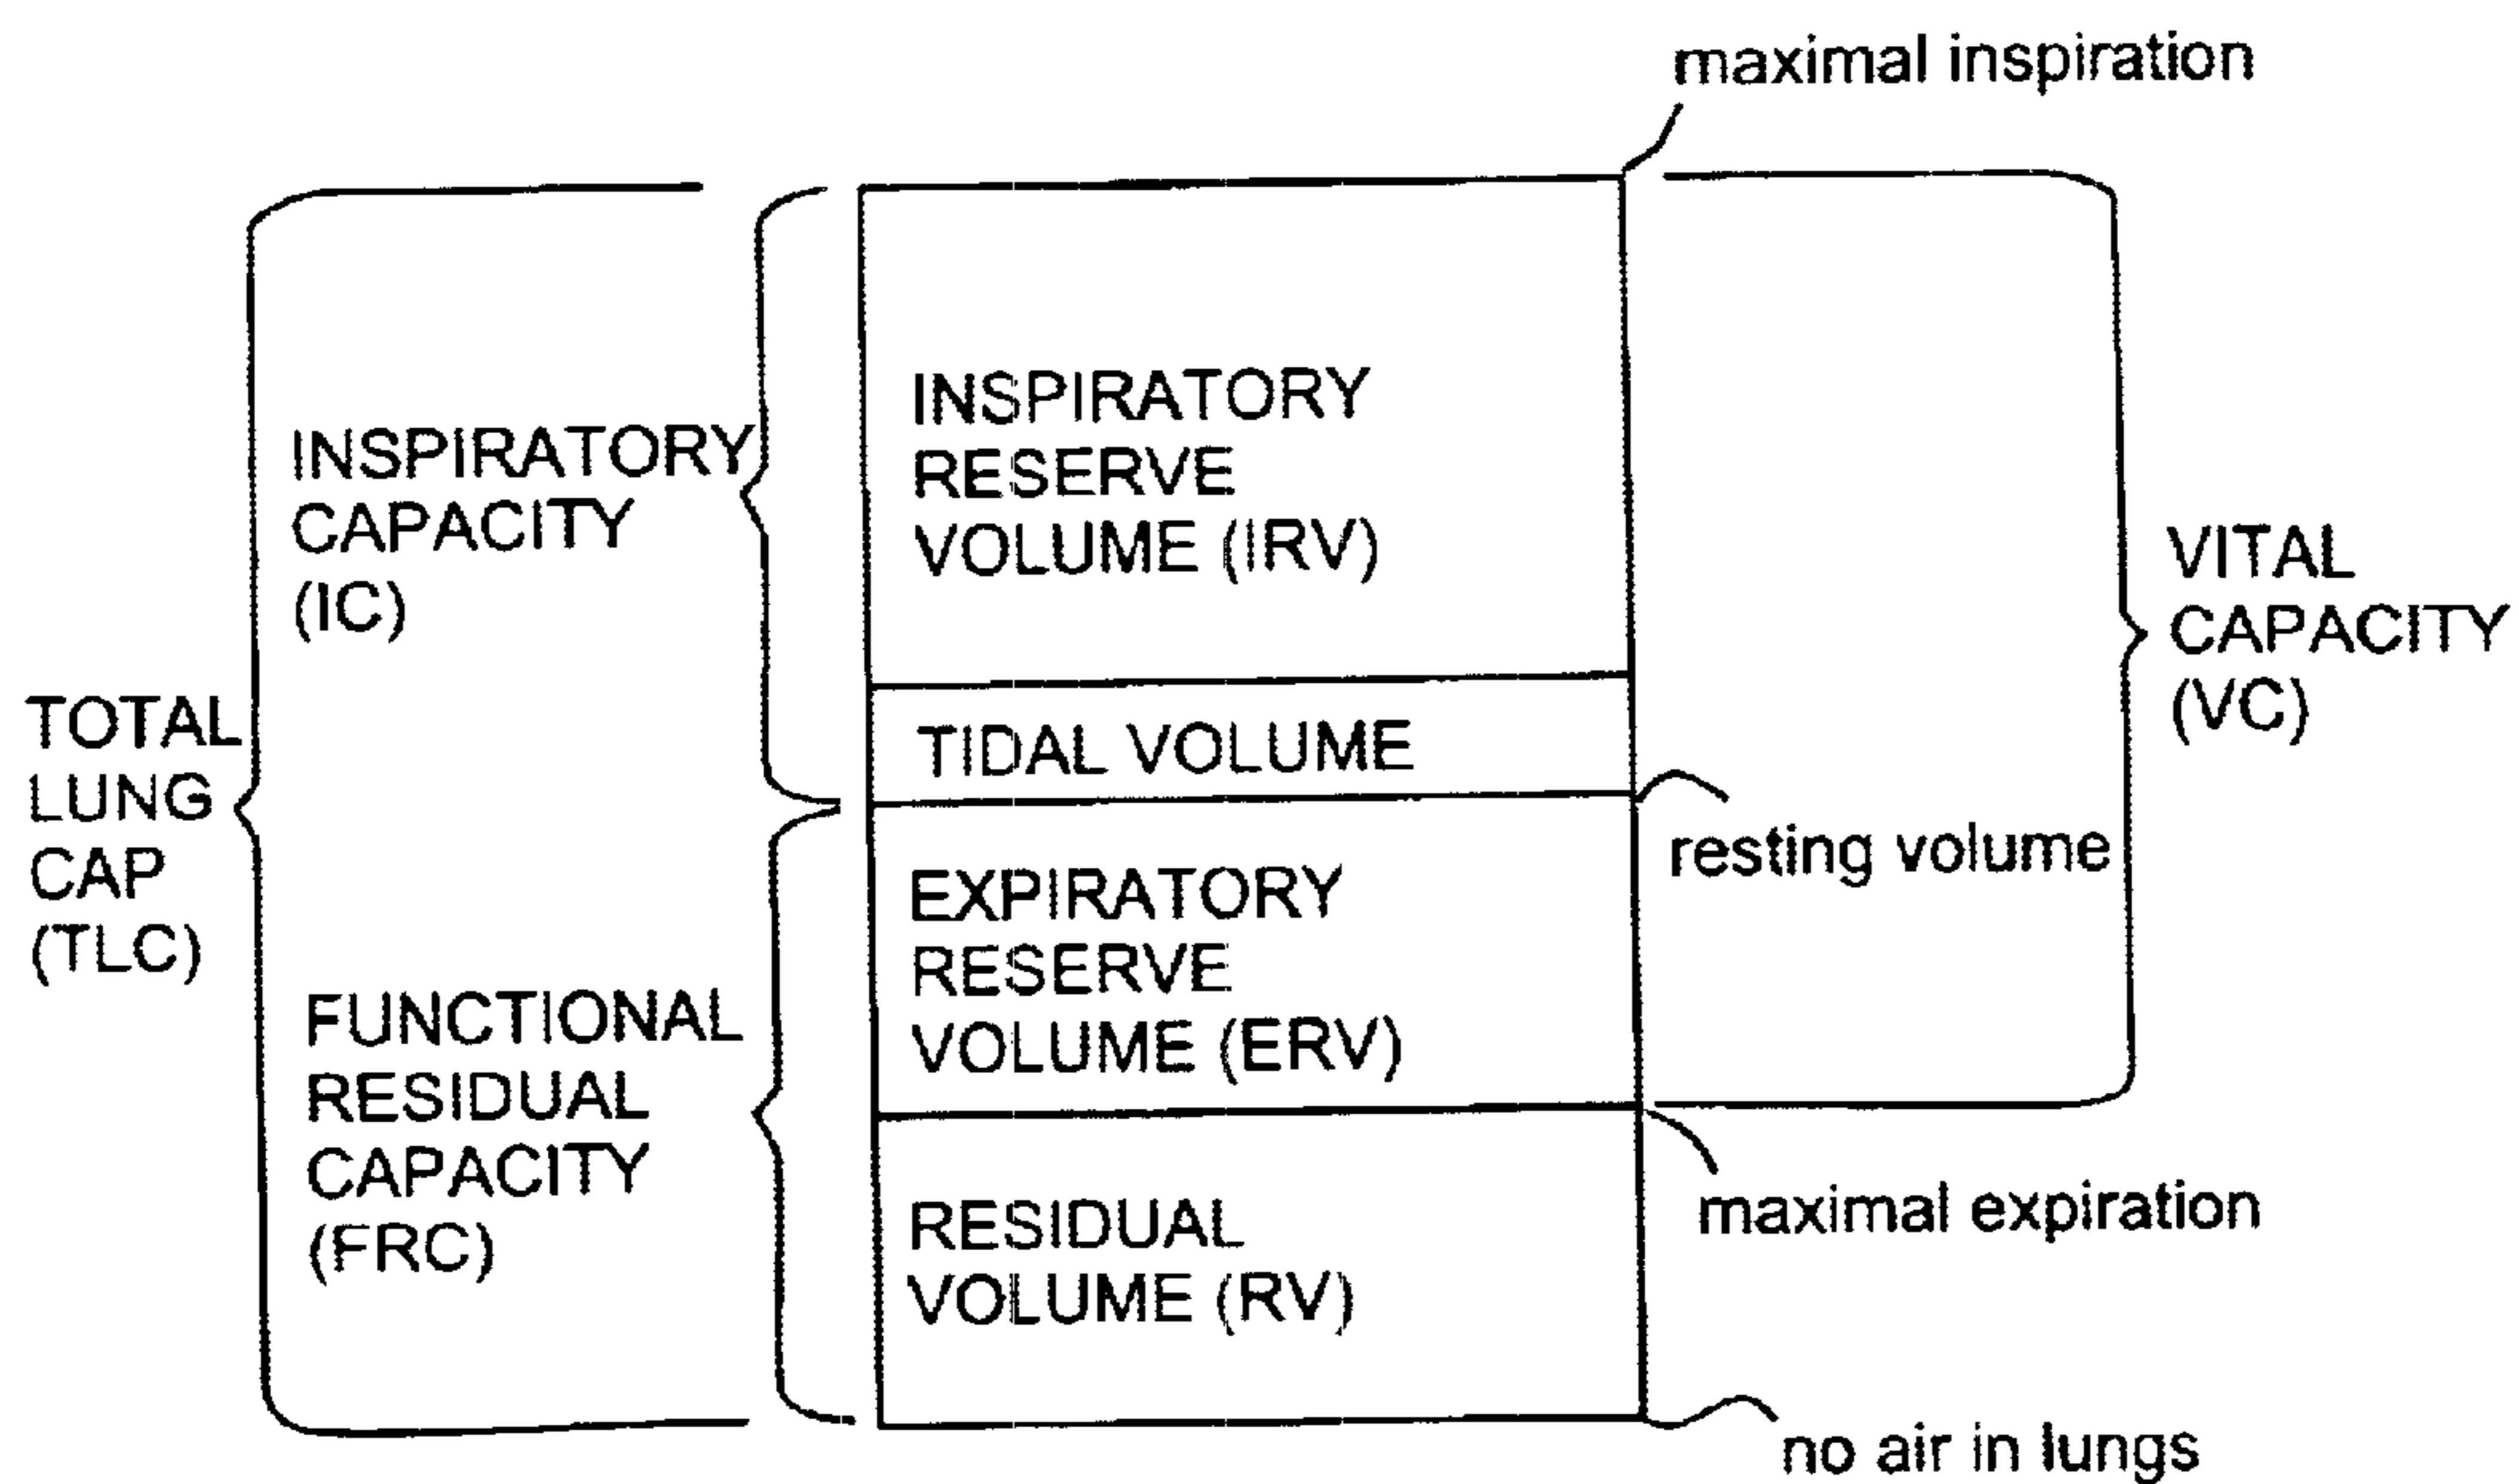 maximal inspiration
INSPIRATORY
CAPACITY
(IC)
INSPIRATORY
RESERVE
VOLUME (IRV)
VITAL
CAPACITY
(VC)
TOTAL
LUNG
CAP
(TLC)
TIDAL VOLUME
resting volume
EXPIRATORY
RESERVE
VOLUME (ERV)
FUNCTIONAL
RESIDUAL
CAPACITY
(FRC)
maximal expiration
RESIDUAL
VOLUME (RV)
no air in lungs